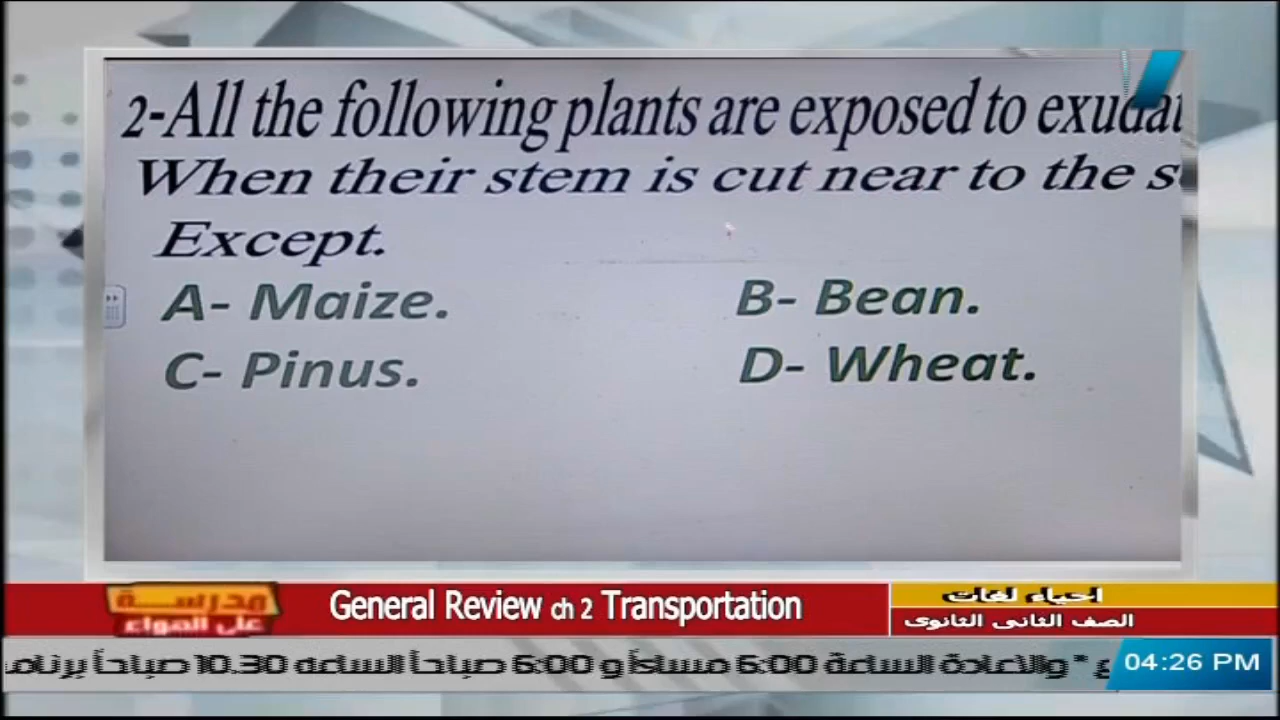 2-All the following plants are exposed to exudat
When their stem is cut near to the s
Except.
A- Maize.
B- Bean.
C- Pinus.
D- Wheat.
مدرسة
على الهواء
General Review ch 2 Transportation
احياء لغات
الصف الثانى الثانوى
والاعادة الساعة 6:00 مساءاً و 6:00 صباحاً الساعه 10.30 صباحاً برنامـ
04:26 PM